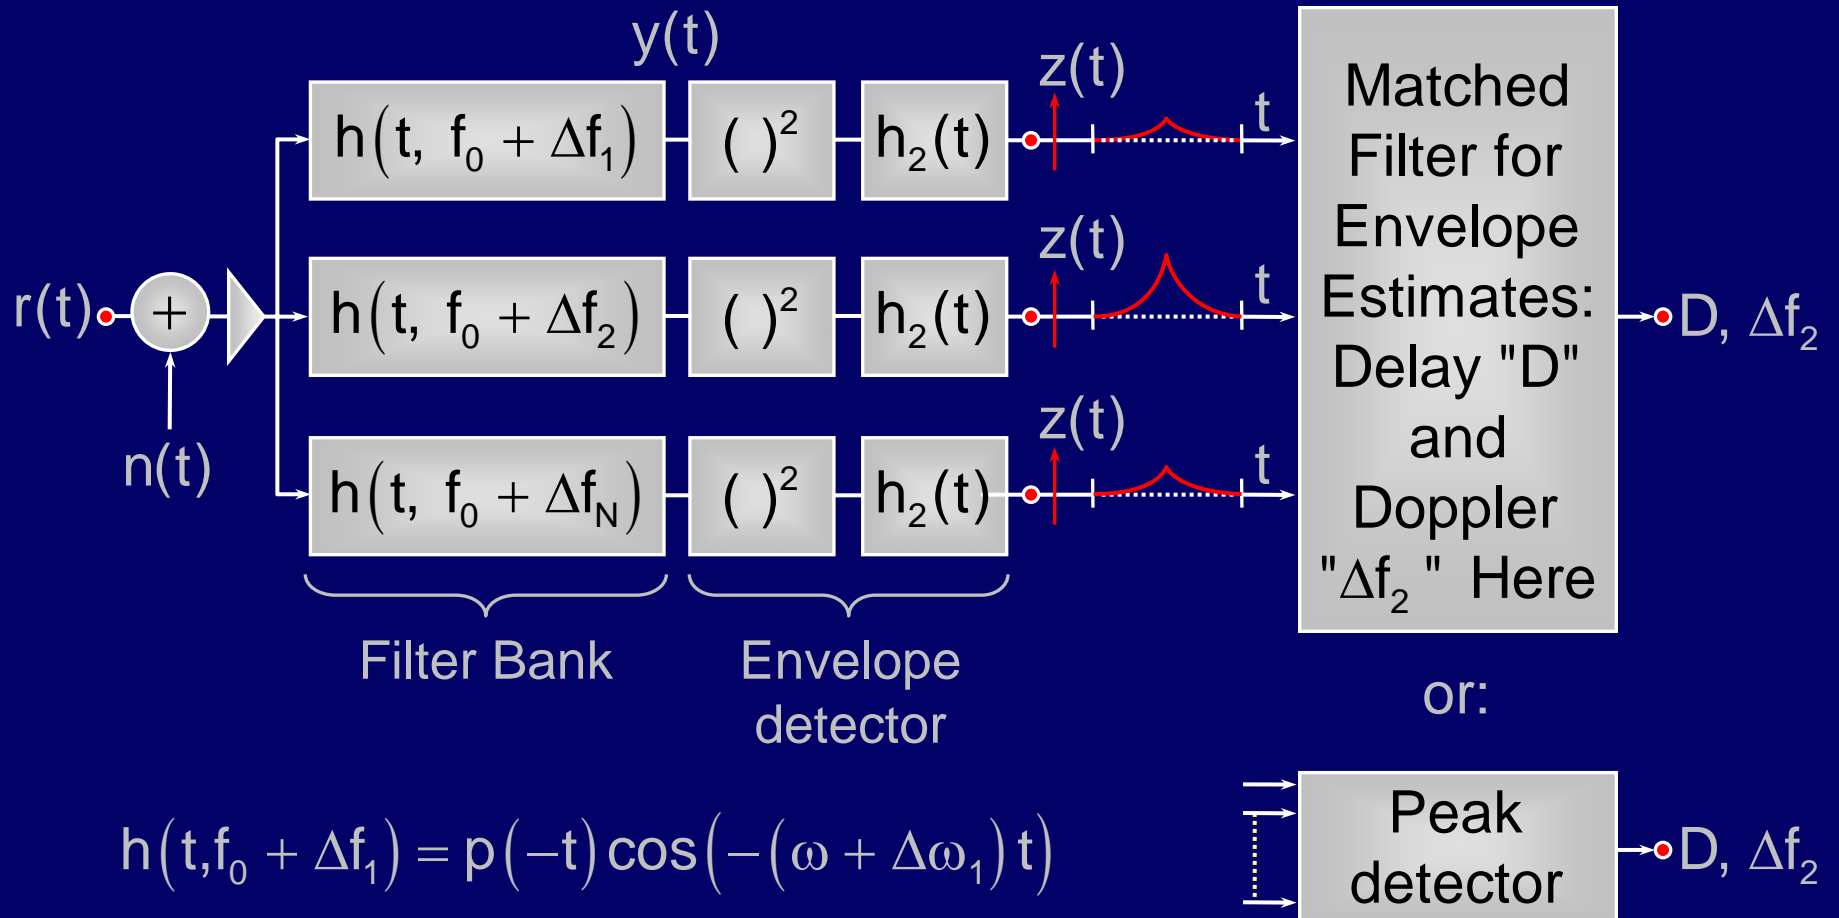 y(t)
h(t, f₀ + Δf₁)
( )²
h₂(t)
z(t)
t
r(t)
+
n(t)
h(t, f₀ + Δf₂)
( )²
h₂(t)
z(t)
t
h(t, f₀ + Δf_N)
( )²
h₂(t)
z(t)
t
Filter Bank
Envelope
detector
Matched
Filter for
Envelope
Estimates:
Delay "D"
and
Doppler
"Δf₂ " Here
D, Δf₂
or:
Peak
detector
D, Δf₂
h(t,f₀ + Δf₁) = p(−t) cos(−(ω + Δω₁) t)